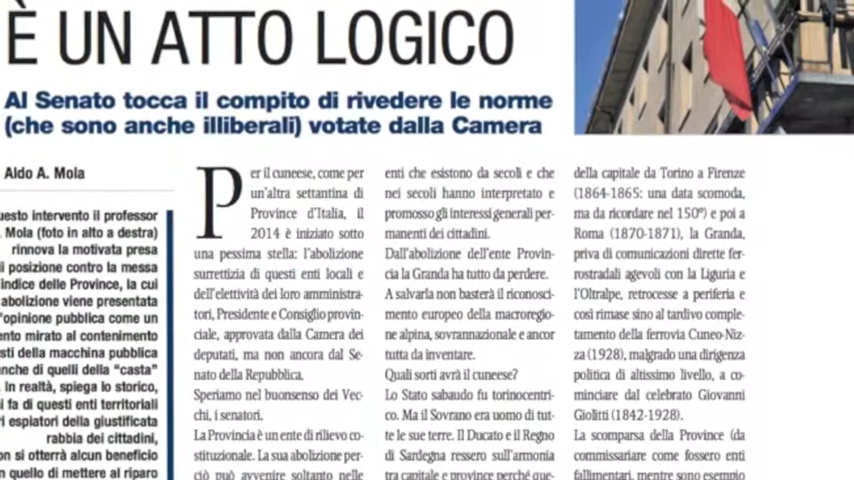 È UN ATTO LOGICO
Al Senato tocca il compito di rivedere le norme
(che sono anche illiberali) votate dalla Camera
Aldo A. Mola
uesto intervento il professor
Mola (foto in alto a destra)
rinnova la motivata presa
i posizione contro la messa
indice delle Province, la cui
abolizione viene presentata
'opinione pubblica come un
ento mirato al contenimento
sti della macchina pubblica
nche di quelli della “casta”
In realtà, spiega lo storico,
i fa di questi enti territoriali
ri espiatori della giustificata
rabbia dei cittadini,
on si otterrà alcun beneficio
n quello di mettere al riparo
Per il cuneese, come per
un'altra settantina di
Province d'Italia, il
2014 è iniziato sotto
una pessima stella: l'abolizione
surrettizia di questi enti locali e
dell'elettività dei loro amministra-
tori, Presidente e Consiglio provin-
ciale, approvata dalla Camera dei
deputati, ma non ancora dal Se-
nato della Repubblica.
Speriamo nel buonsenso dei Vec-
chi, i senatori.
La Provincia è un ente di rilievo co-
stituzionale. La sua abolizione per-
ciò può avvenire soltanto nelle
enti che esistono da secoli e che
nei secoli hanno interpretato e
promosso gli interessi generali per-
manenti dei cittadini.
Dall'abolizione dell'ente Provin-
cia la Granda ha tutto da perdere.
A salvarla non basterà il riconosci-
mento europeo della macroregio-
ne alpina, sovrannazionale e ancor
tutta da inventare.
Quali sorti avrà il cuneese?
Lo Stato sabaudo fu torinocentri-
co. Ma il Sovrano era uomo di tut-
te le sue terre. Il Ducato e il Regno
di Sardegna ressero sull'armonia
tra capitale e province perché que-
della capitale da Torino a Firenze
(1864-1865: una data scomoda,
ma da ricordare nel 150°) e poi a
Roma (1870-1871), la Granda,
priva di comunicazioni dirette fer-
rostradali agevoli con la Liguria e
l'Oltralpe, retrocesse a periferia e
così rimase sino al tardivo comple-
tamento della ferrovia Cuneo-Niz-
za (1928), malgrado una dirigenza
politica di altissimo livello, a co-
minciare dal celebrato Giovanni
Giolitti (1842-1928).
La scomparsa della Province (da
commissariare come fossero enti
fallimentari, mentre sono esempio